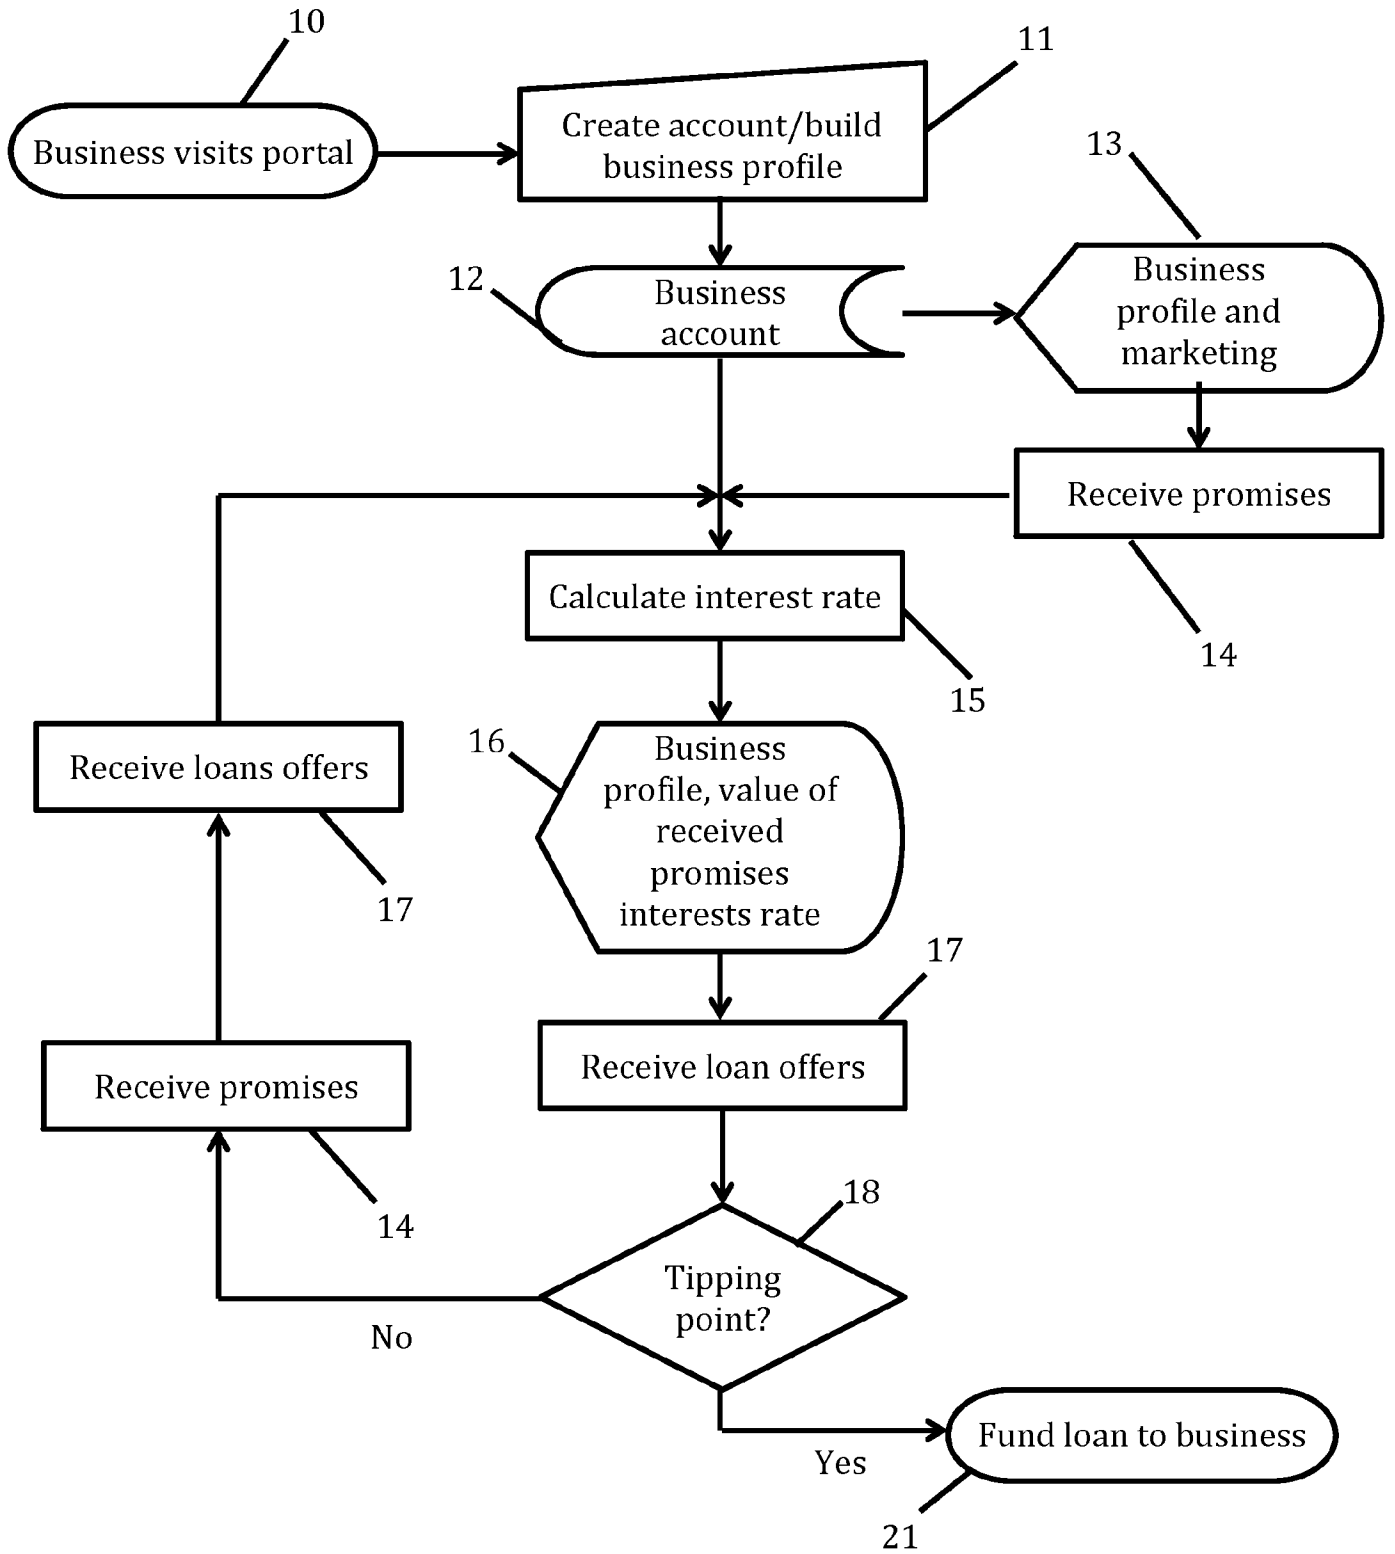 10
11
Business visits portal
Create account/build
business profile
13
12
Business
account
Business
profile and
marketing
Receive promises
14
Calculate interest rate
15
16
Business
profile, value of
received
promises
interests rate
Receive loans offers
17
17
Receive loan offers
Receive promises
14
18
Tipping
point?
No
Yes
Fund loan to business
21